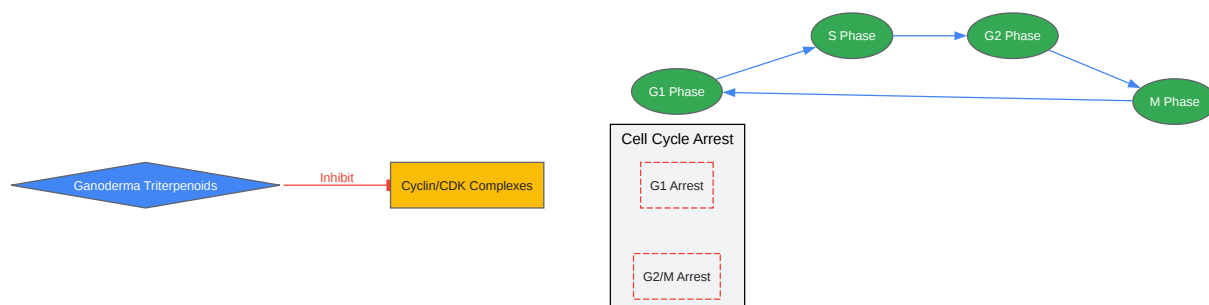 S Phase
G2 Phase
G1 Phase
M Phase
Cell Cycle Arrest
Inhibit
Ganoderma Triterpenoids
Cyclin/CDK Complexes
G1 Arrest
G2/M Arrest